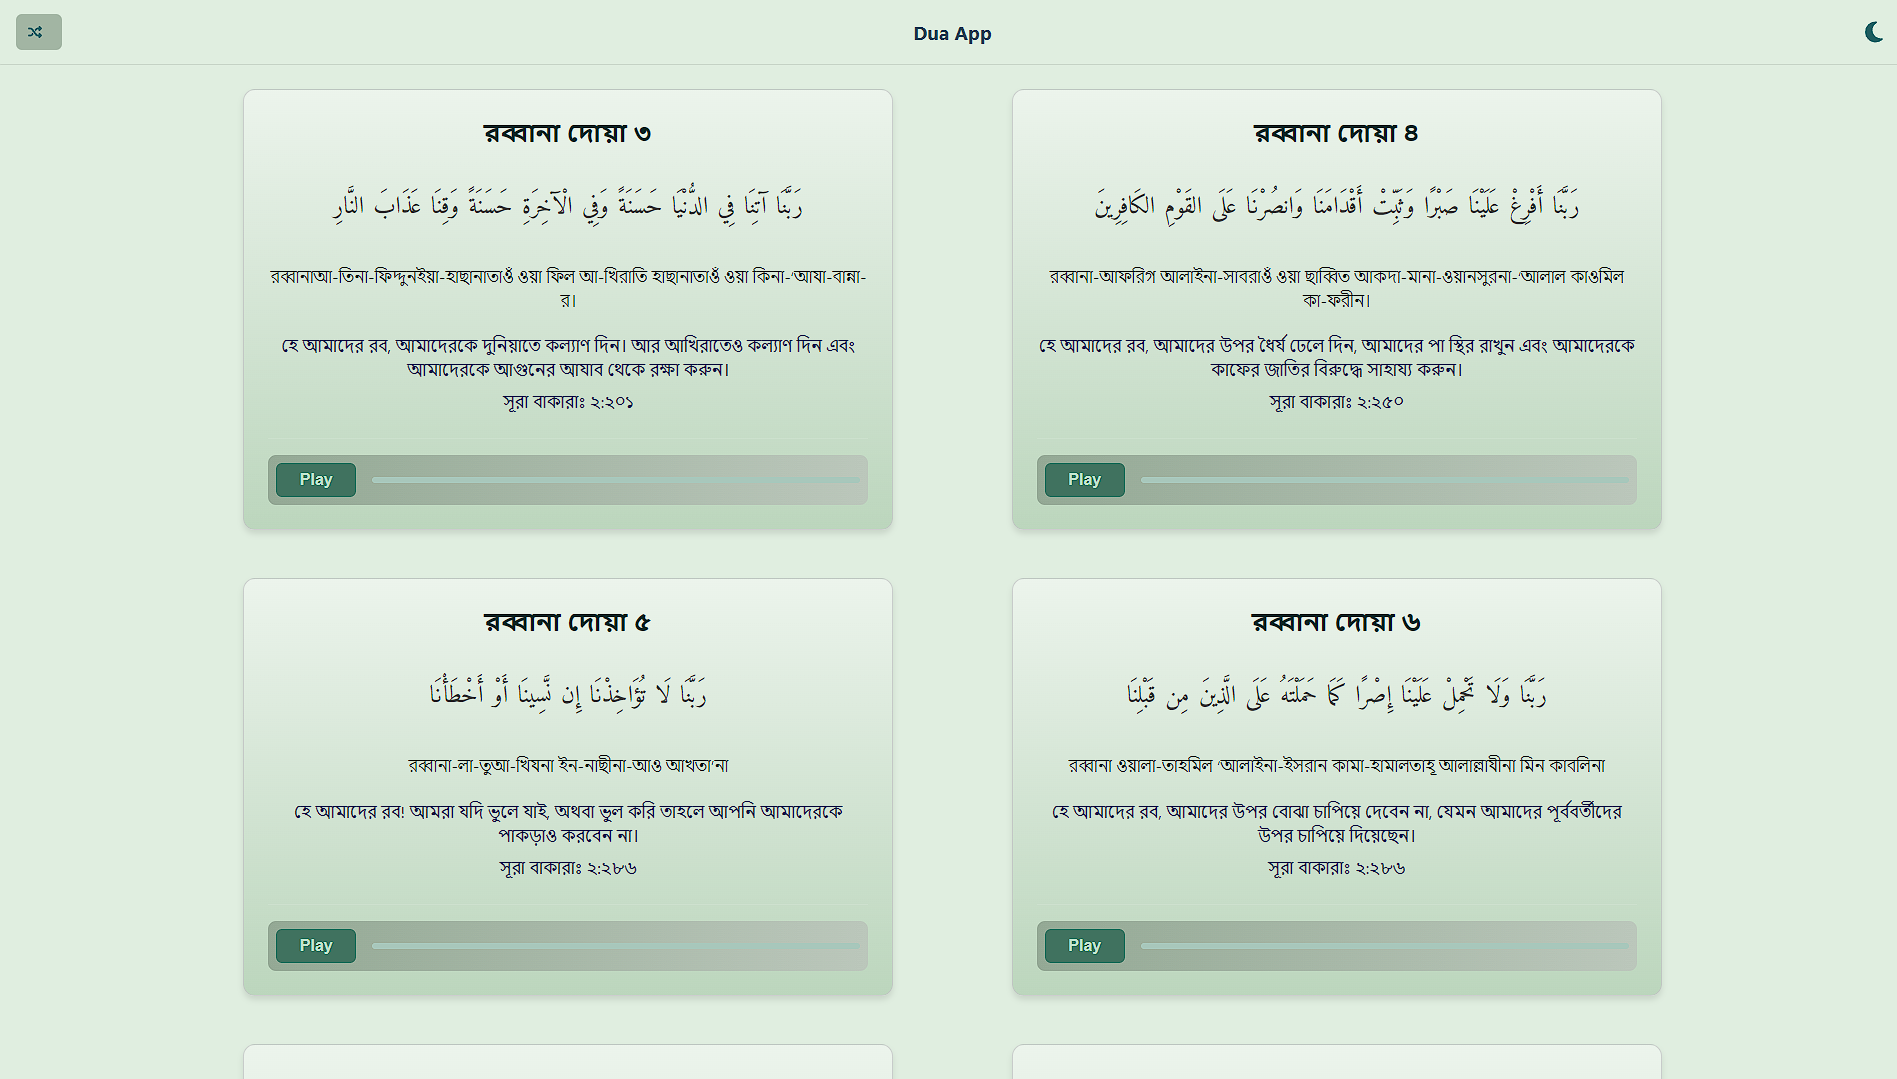 Dua App
রব্বানা দোয়া ৩
رَبَّنَا آتِنَا فِي الدُّنْيَا حَسَنَةً وَفِي الْآخِرَةِ حَسَنَةً وَقِنَا عَذَابَ النَّارِ
রব্বানাআ-তিনা-ফিদ্দুনইয়া-হাছানাতাওঁ ওয়া ফিল আ-খিরাতি হাছানাতাওঁ ওয়া কিনা-‘আযা-বান্না-
র।
হে আমাদের রব, আমাদেরকে দুনিয়াতে কল্যাণ দিন। আর আখিরাতেও কল্যাণ দিন এবং
আমাদেরকে আগুনের আযাব থেকে রক্ষা করুন।
সূরা বাকারাঃ ২:২০১
Play
রব্বানা দোয়া ৪
رَبَّنَا أَفْرِغْ عَلَيْنَا صَبْرًا وَثَبِّتْ أَقْدَامَنَا وَانصُرْنَا عَلَى القَوْمِ الكَافِرِينَ
রব্বানা-আফরিগ আলাইনা-সাবরাওঁ ওয়া ছাব্বিত আকদা-মানা-ওয়ানসুরনা-‘আলাল কাওমিল
কা-ফরীন।
হে আমাদের রব, আমাদের উপর ধৈর্য ঢেলে দিন, আমাদের পা স্থির রাখুন এবং আমাদেরকে
কাফের জাতির বিরুদ্ধে সাহায্য করুন।
সূরা বাকারাঃ ২:২৫০
Play
রব্বানা দোয়া ৫
رَبَّنَا لَا تُؤَاخِذْنَا إِن نَّسِينَا أَوْ أَخْطَأْنَا
রব্বানা-লা-তুআ-খিযনা ইন-নাছীনা-আও আখতা’না
হে আমাদের রব! আমরা যদি ভুলে যাই, অথবা ভুল করি তাহলে আপনি আমাদেরকে
পাকড়াও করবেন না।
সূরা বাকারাঃ ২:২৮৬
Play
রব্বানা দোয়া ৬
رَبَّنَا وَلَا تَحْمِلْ عَلَيْنَا إِصْرًا كَمَا حَمَلْتَهُ عَلَى الَّذِينَ مِن قَبْلِنَا
রব্বানা ওয়ালা-তাহমিল ‘আলাইনা-ইসরান কামা-হামালতাহূ আলাল্লাযীনা মিন কাবলিনা
হে আমাদের রব, আমাদের উপর বোঝা চাপিয়ে দেবেন না, যেমন আমাদের পূর্ববর্তীদের
উপর চাপিয়ে দিয়েছেন।
সূরা বাকারাঃ ২:২৮৬
Play